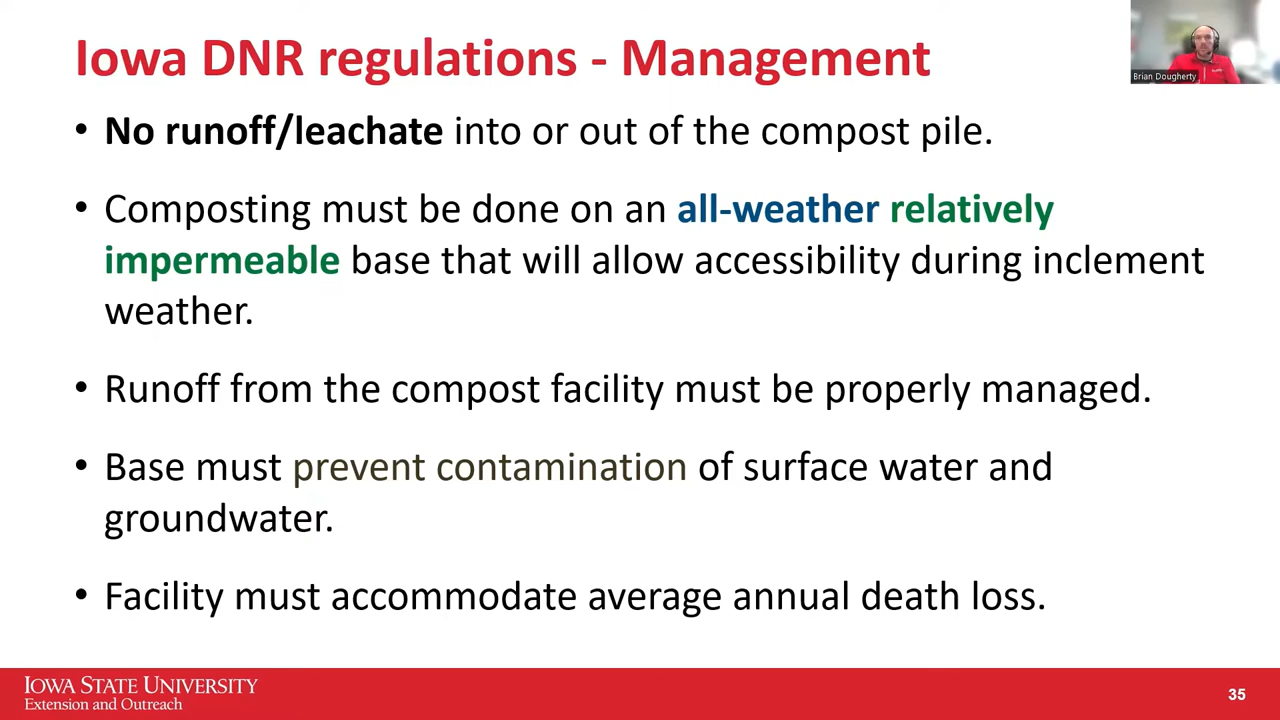 Iowa DNR regulations - Management
Brian Dougherty
• No runoff/leachate into or out of the compost pile.
• Composting must be done on an all-weather relatively
impermeable base that will allow accessibility during inclement
weather.
• Runoff from the compost facility must be properly managed.
• Base must prevent contamination of surface water and
groundwater.
• Facility must accommodate average annual death loss.
IOWA STATE UNIVERSITY
Extension and Outreach
35